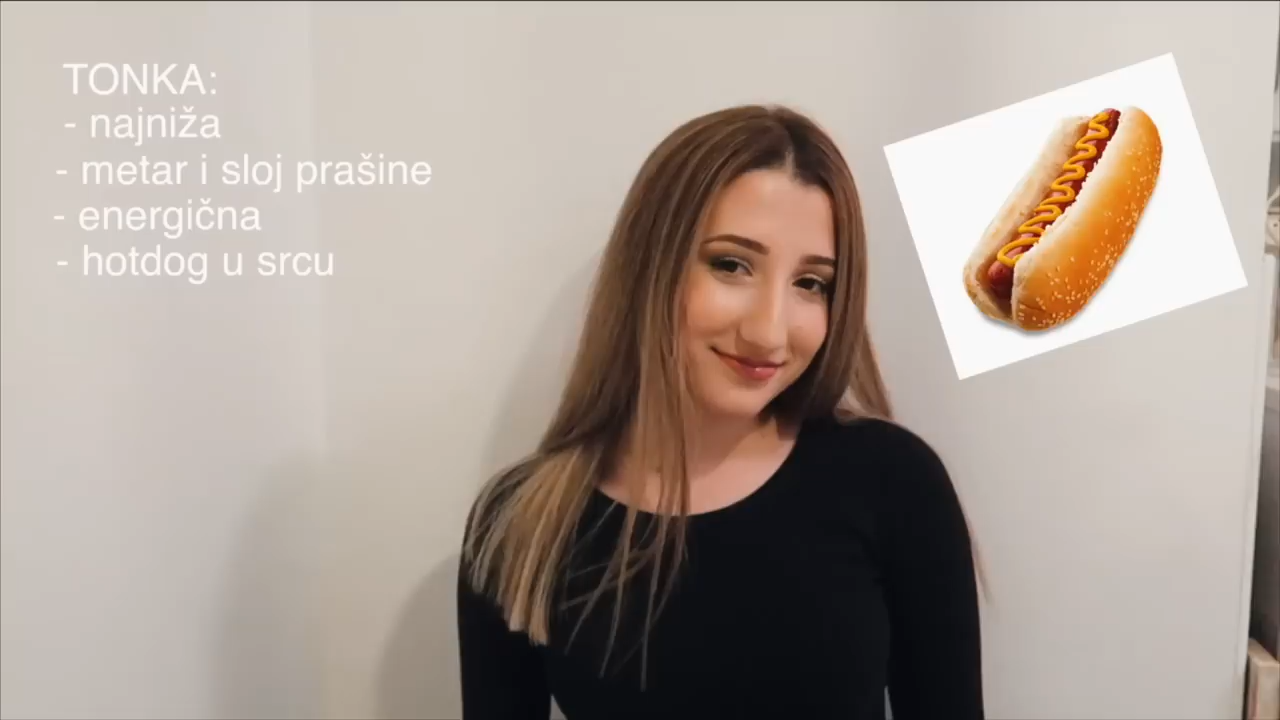 TONKA:
- najniža
- metar i sloj prašine
- energična
- hotdog u srcu